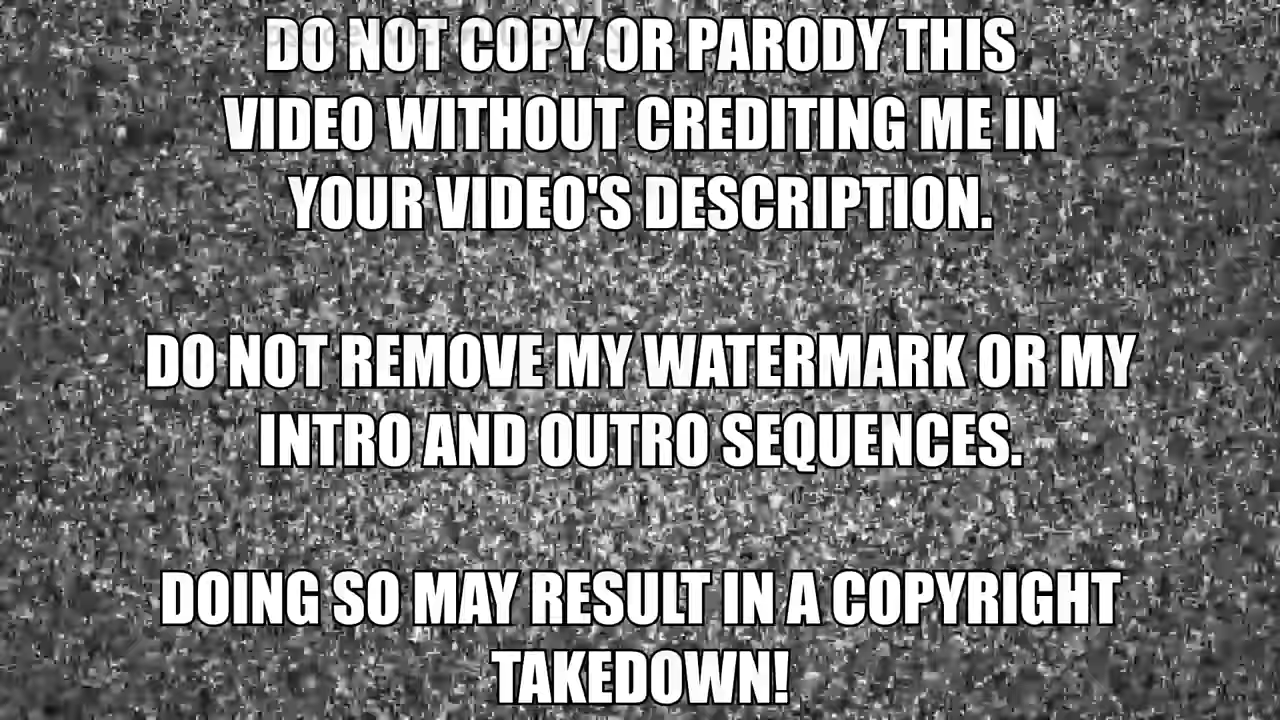 DO NOT COPY OR PARODY THIS
VIDEO WITHOUT CREDITING ME IN
YOUR VIDEO'S DESCRIPTION.
DO NOT REMOVE MY WATERMARK OR MY
INTRO AND OUTRO SEQUENCES.
DOING SO MAY RESULT IN A COPYRIGHT
TAKEDOWN!